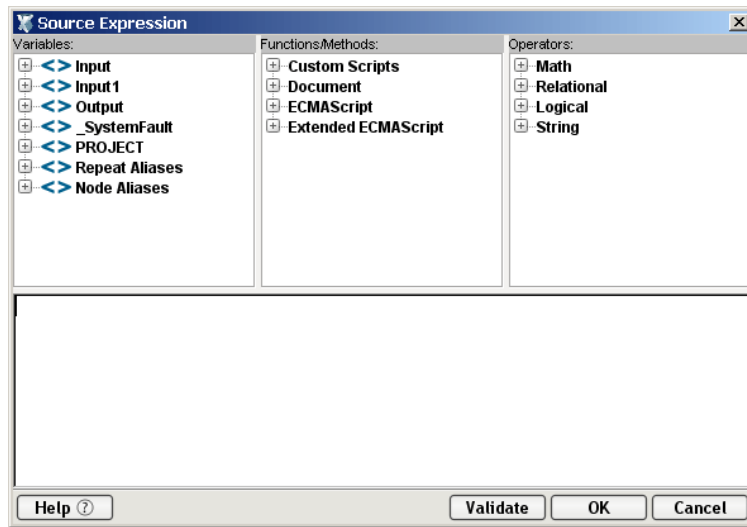 Source Expression
Variables:
Input
Input1
Output
_SystemFault
PROJECT
Repeat Aliases
Node Aliases
Functions/Methods:
Custom Scripts
Document
ECMAScript
Extended ECMAScript
Operators:
Math
Relational
Logical
String
Help
Validate
OK
Cancel